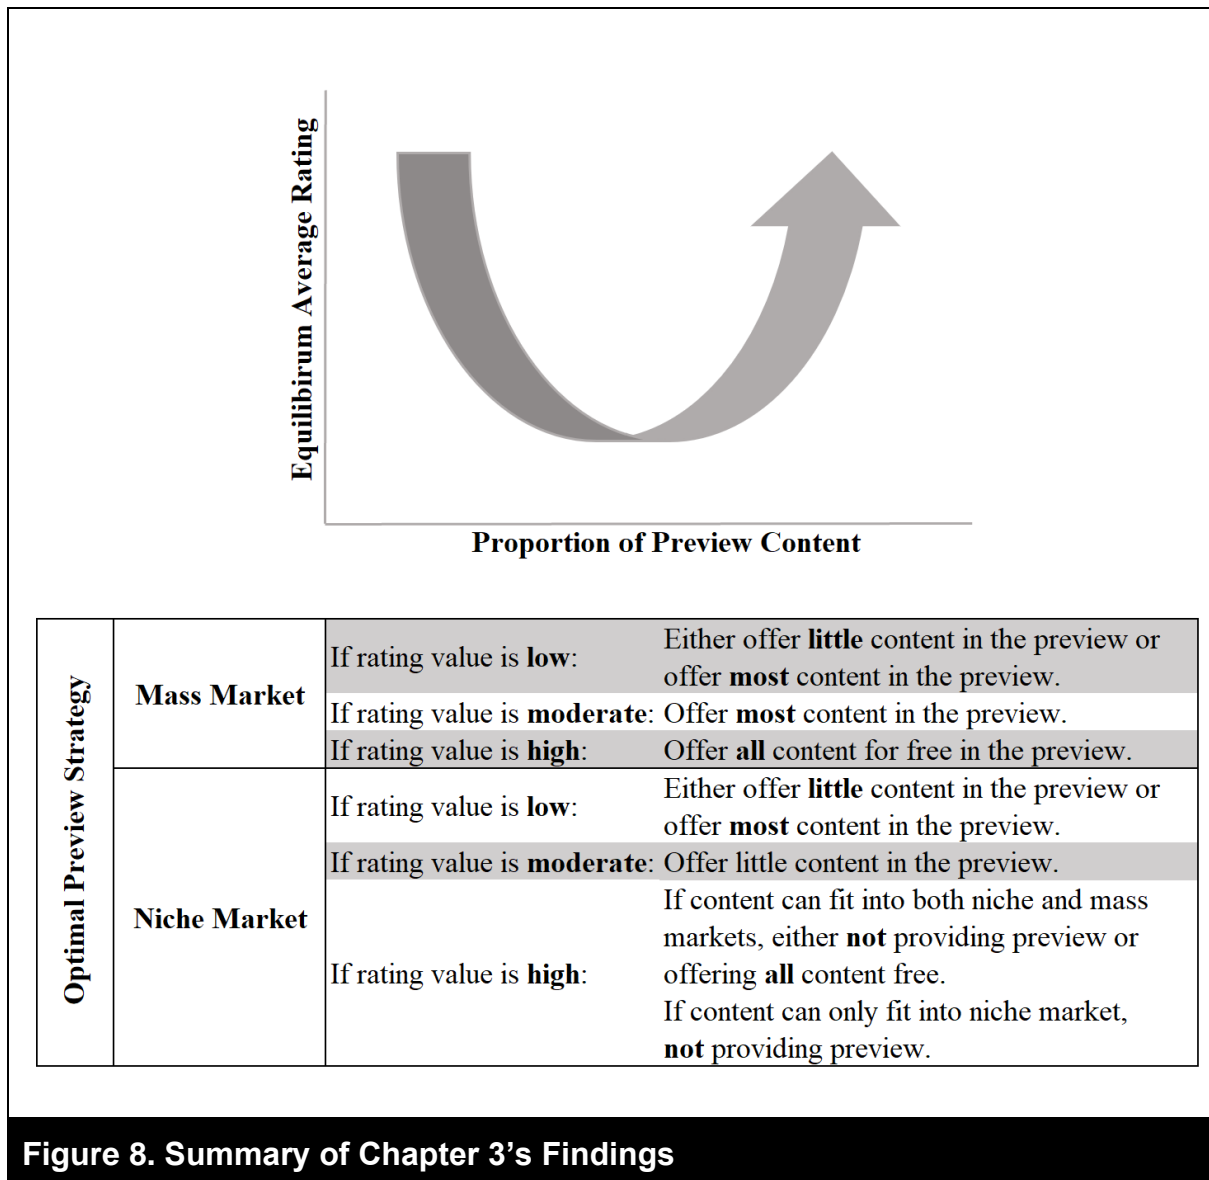 Equilibirum Average Rating
Proportion of Preview Content
Optimal Preview Strategy
Mass Market
If rating value is low:
Either offer little content in the preview or
offer most content in the preview.
If rating value is moderate: Offer most content in the preview.
If rating value is high: Offer all content for free in the preview.
Niche Market
If rating value is low:
Either offer little content in the preview or
offer most content in the preview.
If rating value is moderate: Offer little content in the preview.
If rating value is high:
If content can fit into both niche and mass
markets, either not providing preview or
offering all content free.
If content can only fit into niche market,
not providing preview.
Figure 8. Summary of Chapter 3's Findings